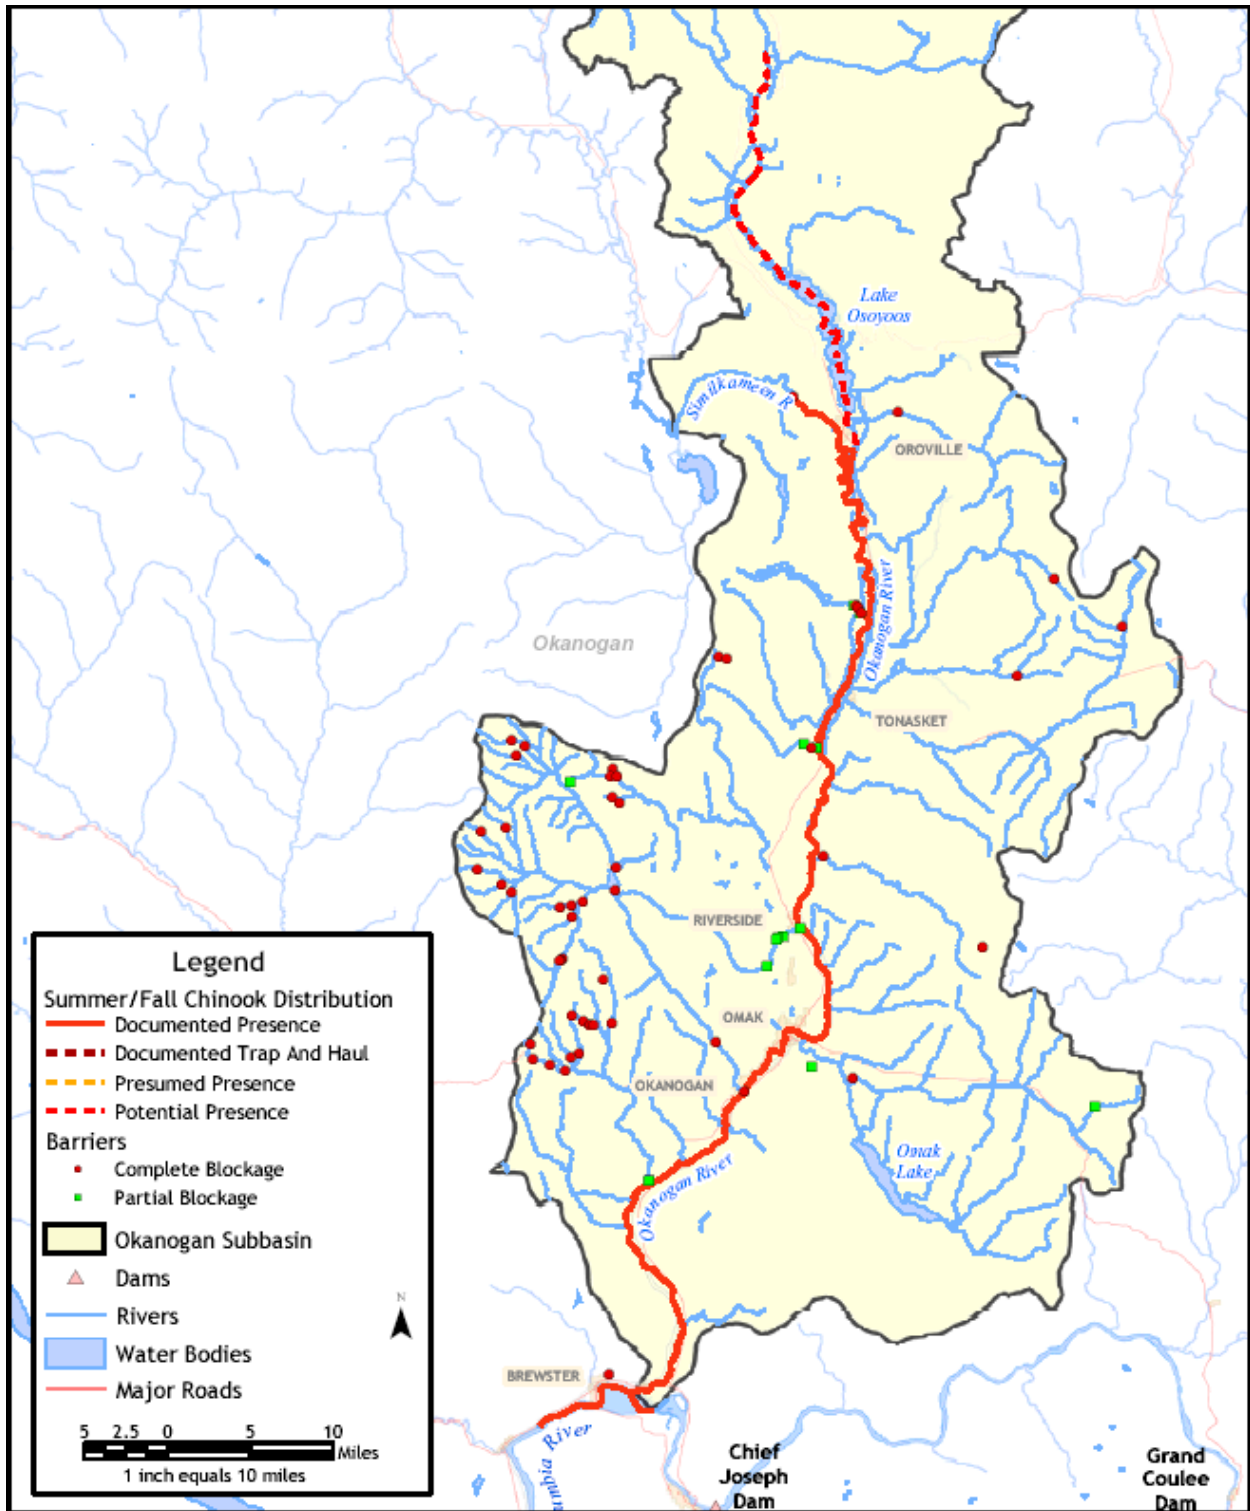 Lake
Osoyoos
Similkameen R
OROVILLE
Okanogan River
Okanogan
TONASKET
RIVERSIDE
OMAK
OKANOGAN
Omak
Lake
Okanogan River
BREWSTER
umbia River
Chief
Joseph
Dam
Grand
Coulee
Dam
Legend
Summer/Fall Chinook Distribution
Documented Presence
Documented Trap And Haul
Presumed Presence
Potential Presence
Barriers
Complete Blockage
Partial Blockage
Okanogan Subbasin
Dams
N
Rivers
Water Bodies
Major Roads
5 2.5 0 5 10
Miles
1 inch equals 10 miles